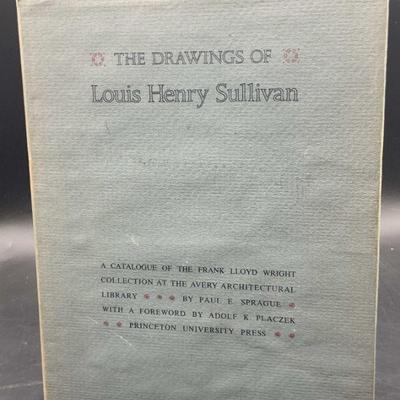 THE DRAWINGS OF
Louis Henry Sullivan
A CATALOGUE OF THE FRANK LLOYD WRIGHT
COLLECTION AT THE AVERY ARCHITECTURAL
LIBRARY * * * BY PAUL E. SPRAGUE *
WITH A FOREWORD BY ADOLF K. PLACZEK
* * PRINCETON UNIVERSITY PRESS * *